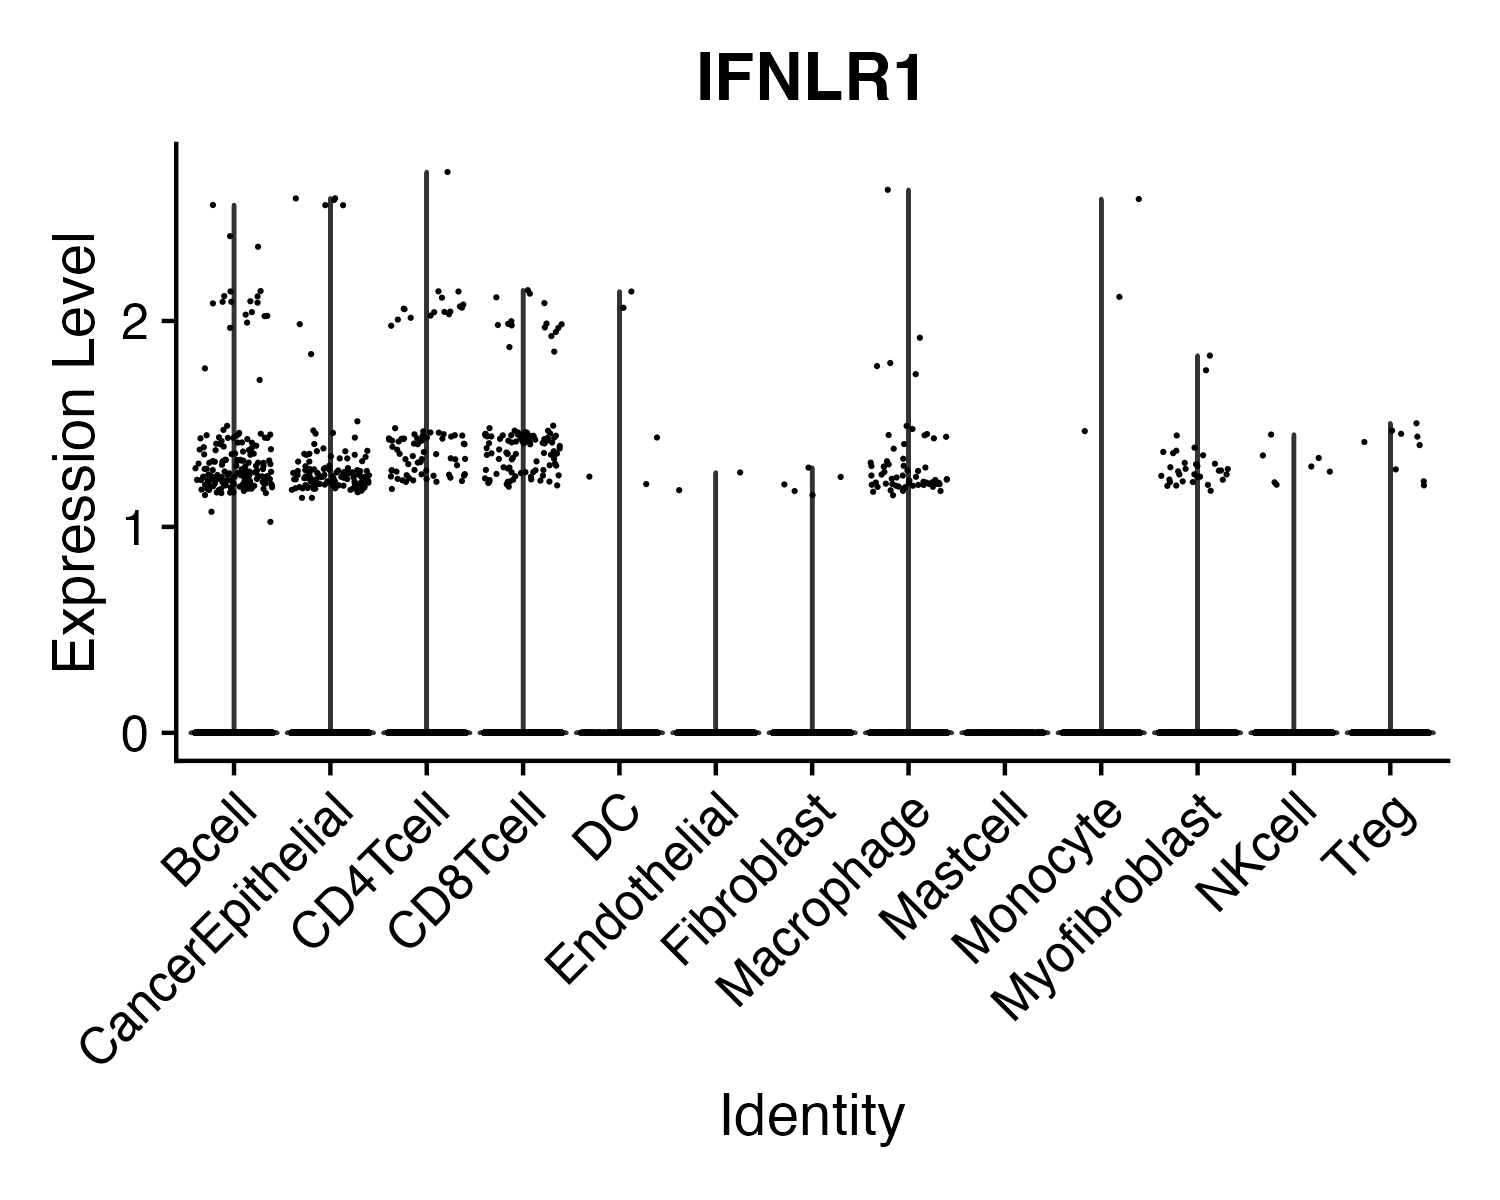 IFNLR1
Expression Level
2
1
0
Bcell
CancerEpithelial
CD4Tcell
CD8Tcell
DC
Endothelial
Fibroblast
Macrophage
Mastcell
Monocyte
Myofibroblast
NKcell
Treg
Identity